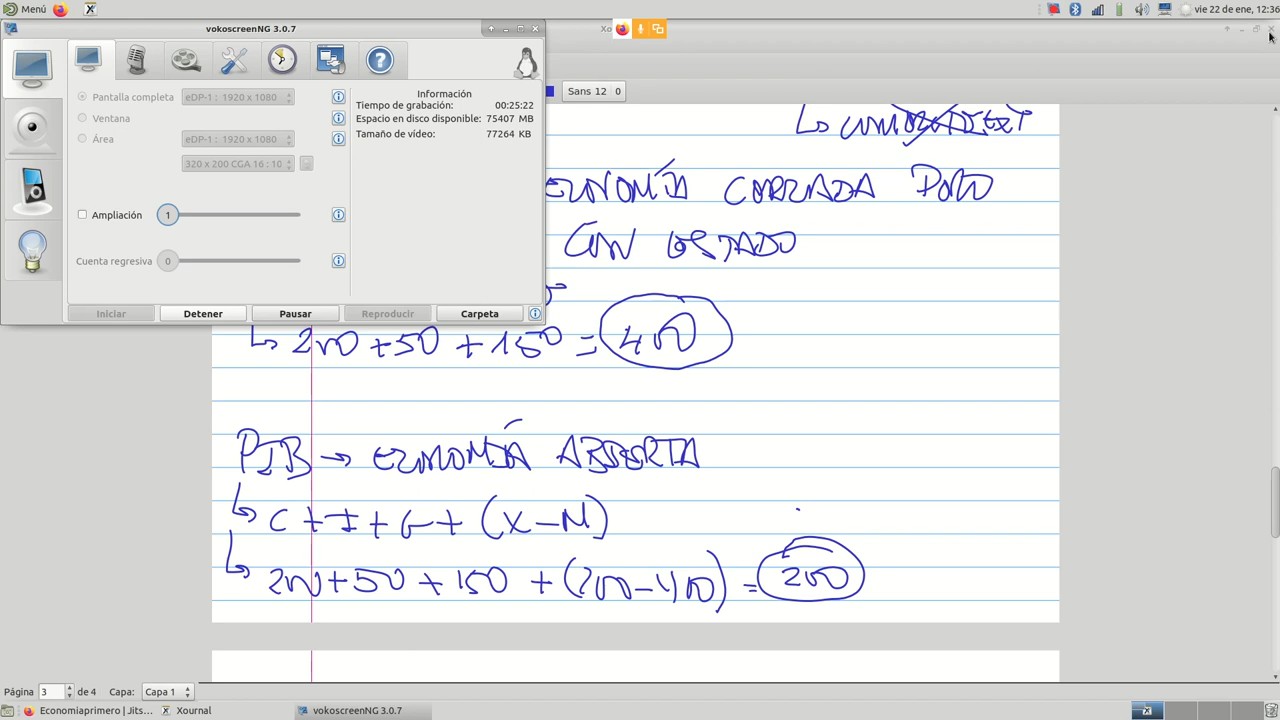 Menú
vie 22 de ene, 12:36
vokoscreenNG 3.0.7
Xo
Información
Pantalla completa
eDP-1 : 1920 x 1080
Tiempo de grabación: 00:25:22
Ventana
Espacio en disco disponible: 75407 MB
Área
eDP-1 : 1920 x 1080
Tamaño de vídeo: 77264 KB
320 x 200 CGA 16 : 10
Ampliación 1
Cuenta regresiva 0
Iniciar
Detener
Pausar
Reproducir
Carpeta
Sans 12 0
ECONOMÍA CERRADA PERO
CON ESTADO
200 + 50 + 150 = 400
PIB → ECONOMÍA ABIERTA
C + I + G + (X - M)
200 + 50 + 150 + (200 - 400) = 200
Página 3 de 4 Capa: Capa 1
Economiaprimero | Jits...
Xournal
vokoscreenNG 3.0.7